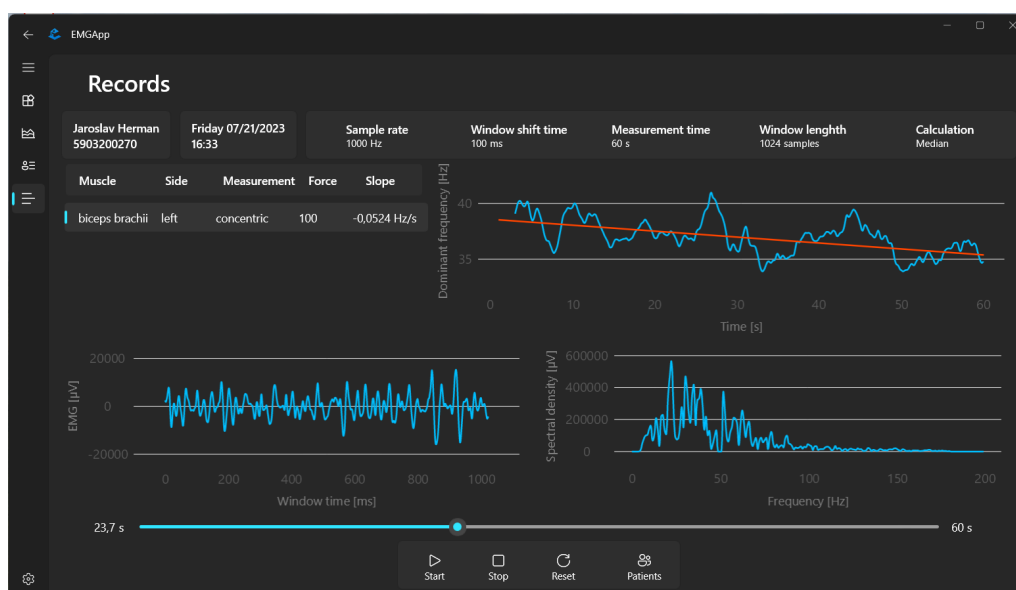 EMGApp
Records
Jaroslav Herman
5903200270
Friday 07/21/2023
16:33
Sample rate
1000 Hz
Window shift time
100 ms
Measurement time
60 s
Window lenghth
1024 samples
Calculation
Median
Muscle Side Measurement Force Slope
biceps brachii left concentric 100 -0,0524 Hz/s
Dominant frequency [Hz]
40
35
0 10 20 30 40 50 60
Time [s]
EMG [µV]
20000
0
-20000
0 200 400 600 800 1000
Window time [ms]
Spectral density [µV]
600000
400000
200000
0
0 50 100 150 200
Frequency [Hz]
23,7 s 60 s
Start Stop Reset Patients